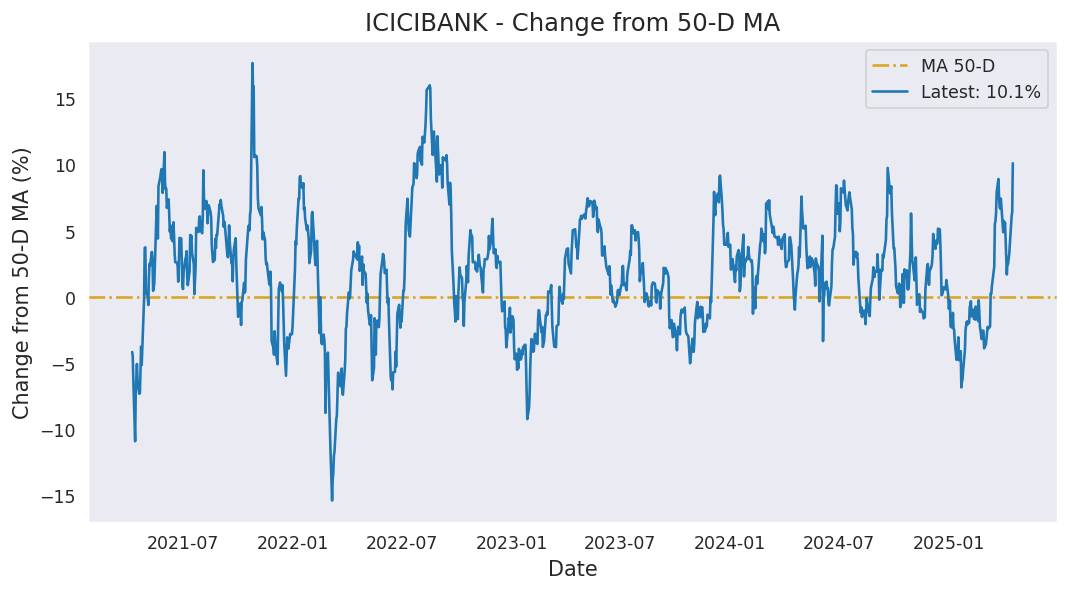 ICICIBANK - Change from 50-D MA
MA 50-D
Latest: 10.1%
Change from 50-D MA (%)
15
10
5
0
−5
−10
−15
2021-07 2022-01 2022-07 2023-01 2023-07 2024-01 2024-07 2025-01
Date